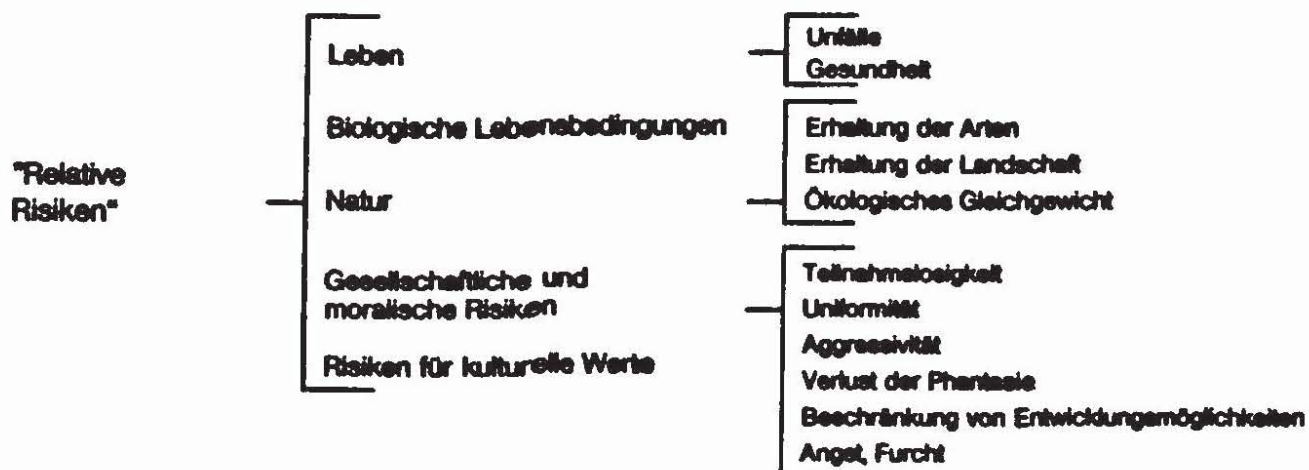 "Relative
Risiken"
Leben
Biologische Lebensbedingungen
Natur
Gesellschaftliche und
moralische Risiken
Risiken für kulturelle Werte
Unfälle
Gesundheit
Erhaltung der Arten
Erhaltung der Landschaft
Ökologisches Gleichgewicht
Teilnahmslosigkeit
Uniformität
Aggressivität
Verlust der Phantasie
Beschränkung von Entwicklungsmöglichkeiten
Angst, Furcht